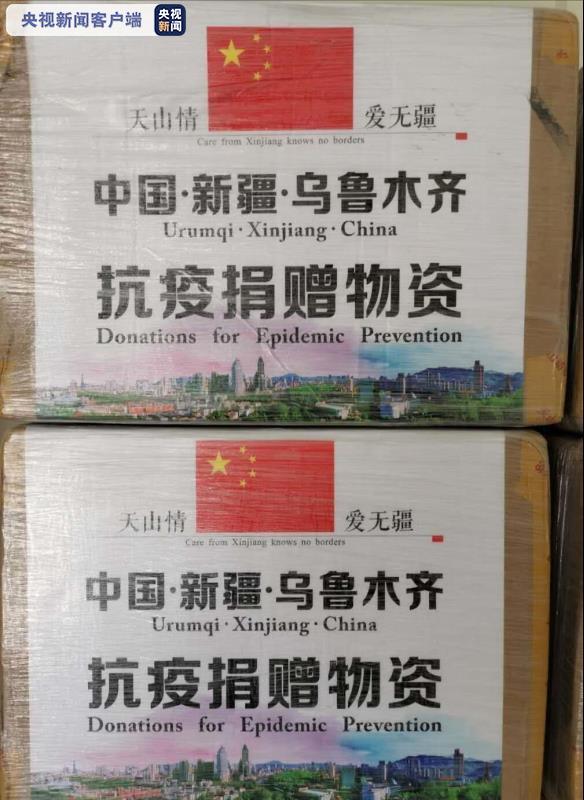 央视新闻客户端
央视
新闻
天山情 爱无疆
Care from Xinjiang knows no borders
中国·新疆·乌鲁木齐
Urumqi·Xinjiang·China
抗疫捐赠物资
Donations for Epidemic Prevention
天山情 爱无疆
Care from Xinjiang knows no borders
中国·新疆·乌鲁木齐
Urumqi·Xinjiang·China
抗疫捐赠物资
Donations for Epidemic Prevention